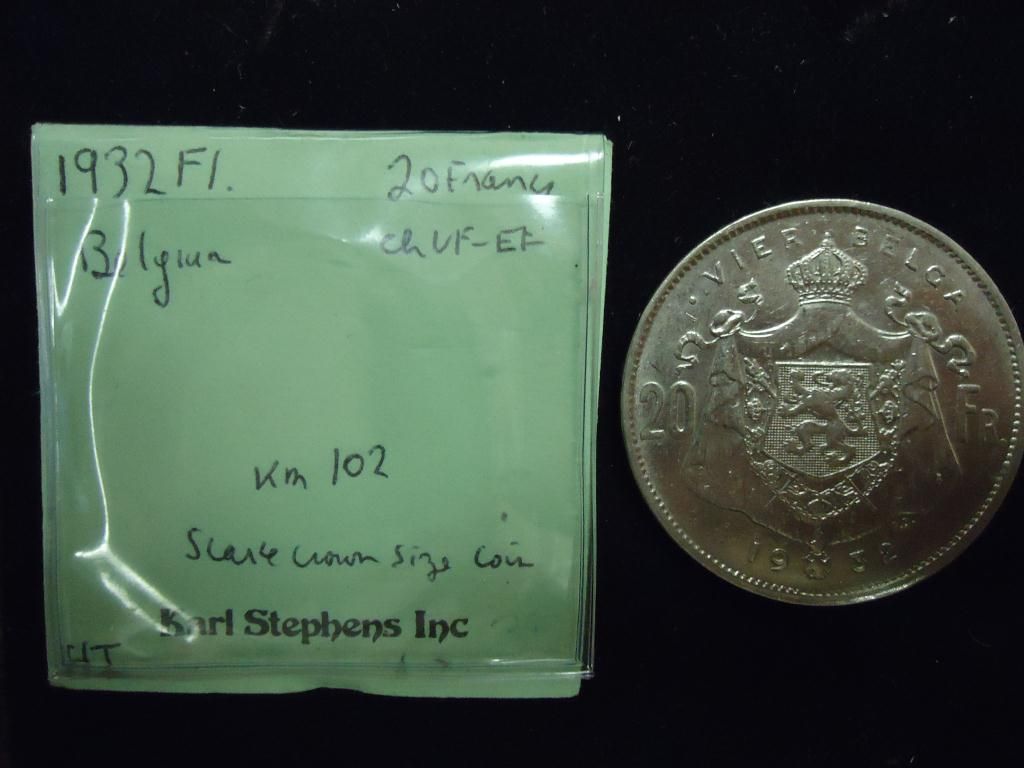 1932 Fl. 20 Francs
Belgium Ch VF-EF
Km 102
Scarce crown size coin
Karl Stephens Inc
HT
VIER · BELGA
20 FR.
1932